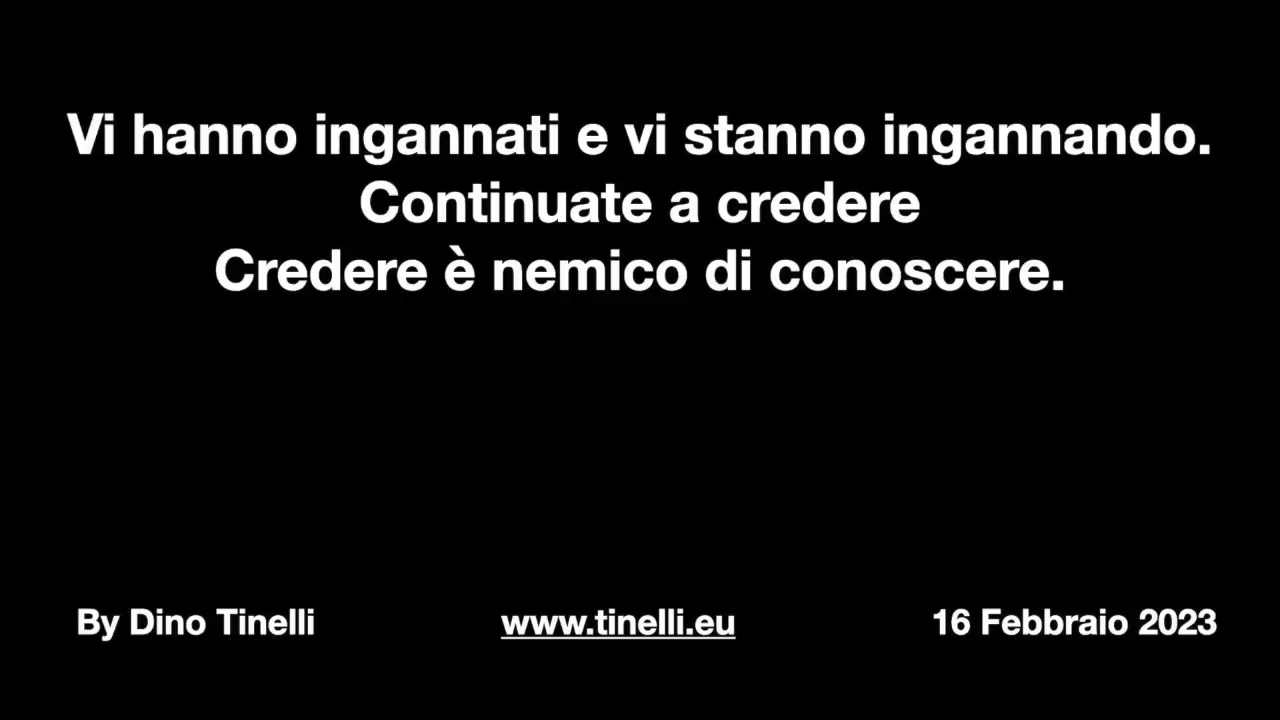 Vi hanno ingannati e vi stanno ingannando.
Continuate a credere
Credere è nemico di conoscere.
By Dino Tinelli
www.tinelli.eu
16 Febbraio 2023